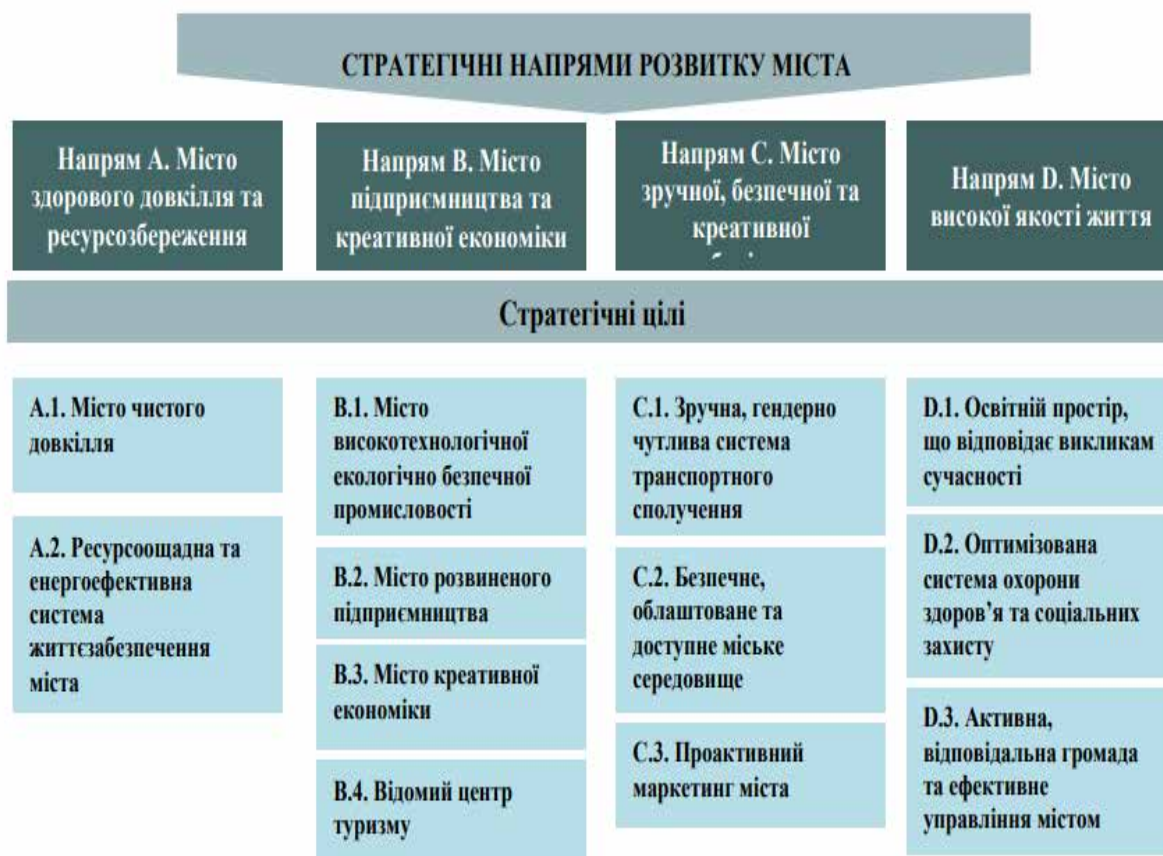 СТРАТЕГІЧНІ НАПРЯМИ РОЗВИТКУ МІСТА
Напрям А. Місто
здорового довкілля та
ресурсозбереження
Напрям В. Місто
підприємництва та
креативної економіки
Напрям С. Місто
зручної, безпечної та
креативної
Напрям D. Місто
високої якості життя
Стратегічні цілі
А.1. Місто чистого
довкілля
А.2. Ресурсоощадна та
енергоефективна
система
життєзабезпечення
міста
В.1. Місто
високотехнологічної
екологічно безпечної
промисловості
В.2. Місто розвиненого
підприємництва
В.3. Місто креативної
економіки
В.4. Відомий центр
туризму
С.1. Зручна, гендерно
чутлива система
транспортного
сполучення
С.2. Безпечне,
облаштоване та
доступне міське
середовище
С.3. Проактивний
маркетинг міста
D.1. Освітній простір,
що відповідає викликам
сучасності
D.2. Оптимізована
система охорони
здоров’я та соціальних
захисту
D.3. Активна,
відповідальна громада
та ефективне
управління містом